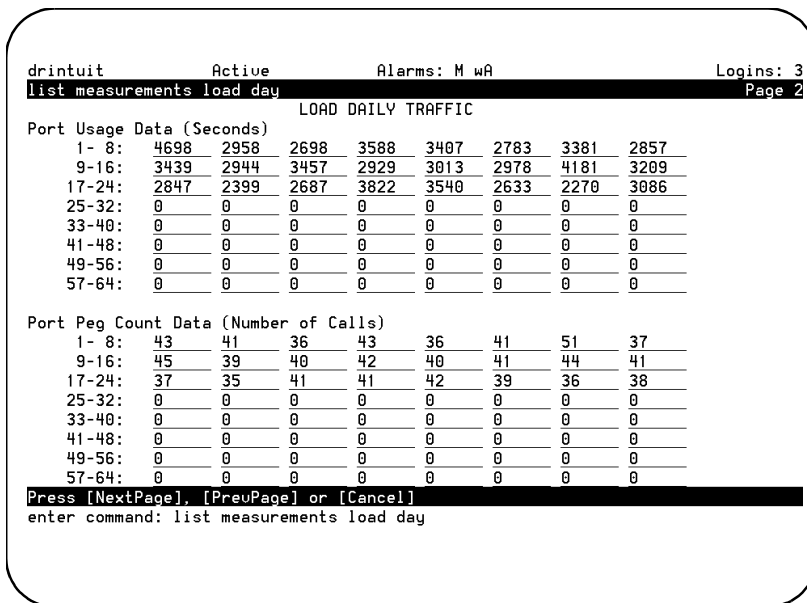 drintuit Active Alarms: M wA Logins: 3
list measurements load day Page 2
LOAD DAILY TRAFFIC
Port Usage Data (Seconds)
1- 8: 4698 2958 2698 3588 3407 2783 3381 2857
9-16: 3439 2944 3457 2929 3013 2978 4181 3209
17-24: 2847 2399 2687 3822 3540 2633 2270 3086
25-32: 0 0 0 0 0 0 0 0
33-40: 0 0 0 0 0 0 0 0
41-48: 0 0 0 0 0 0 0 0
49-56: 0 0 0 0 0 0 0 0
57-64: 0 0 0 0 0 0 0 0
Port Peg Count Data (Number of Calls)
1- 8: 43 41 36 43 36 41 51 37
9-16: 45 39 40 42 40 41 44 41
17-24: 37 35 41 41 42 39 36 38
25-32: 0 0 0 0 0 0 0 0
33-40: 0 0 0 0 0 0 0 0
41-48: 0 0 0 0 0 0 0 0
49-56: 0 0 0 0 0 0 0 0
57-64: 0 0 0 0 0 0 0 0
Press [NextPage], [PrevPage] or [Cancel]
enter command: list measurements load day